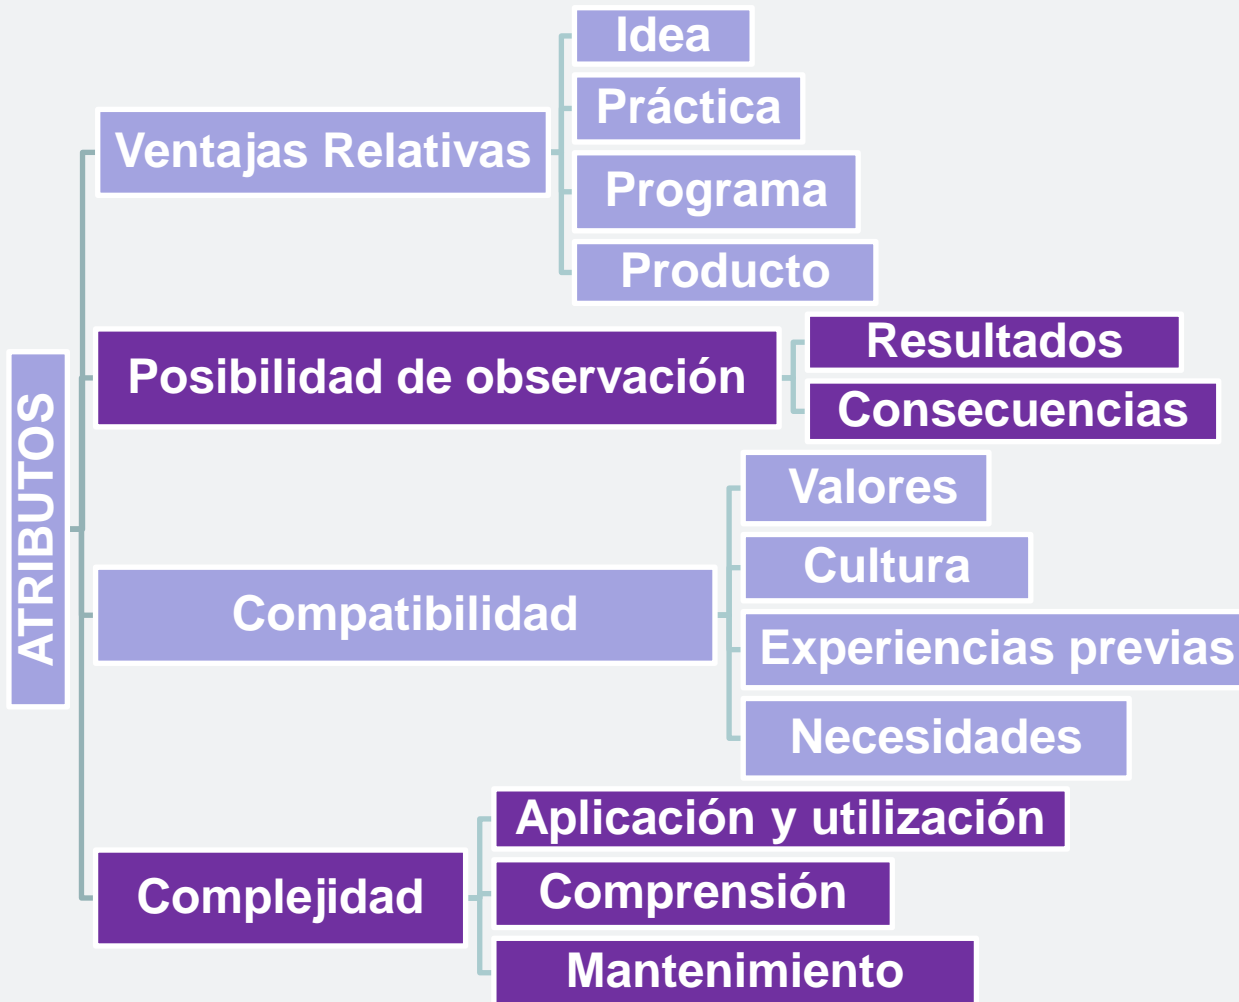 ATRIBUTOS
Ventajas Relativas
Idea
Práctica
Programa
Producto
Posibilidad de observación
Resultados
Consecuencias
Compatibilidad
Valores
Cultura
Experiencias previas
Necesidades
Complejidad
Aplicación y utilización
Comprensión
Mantenimiento